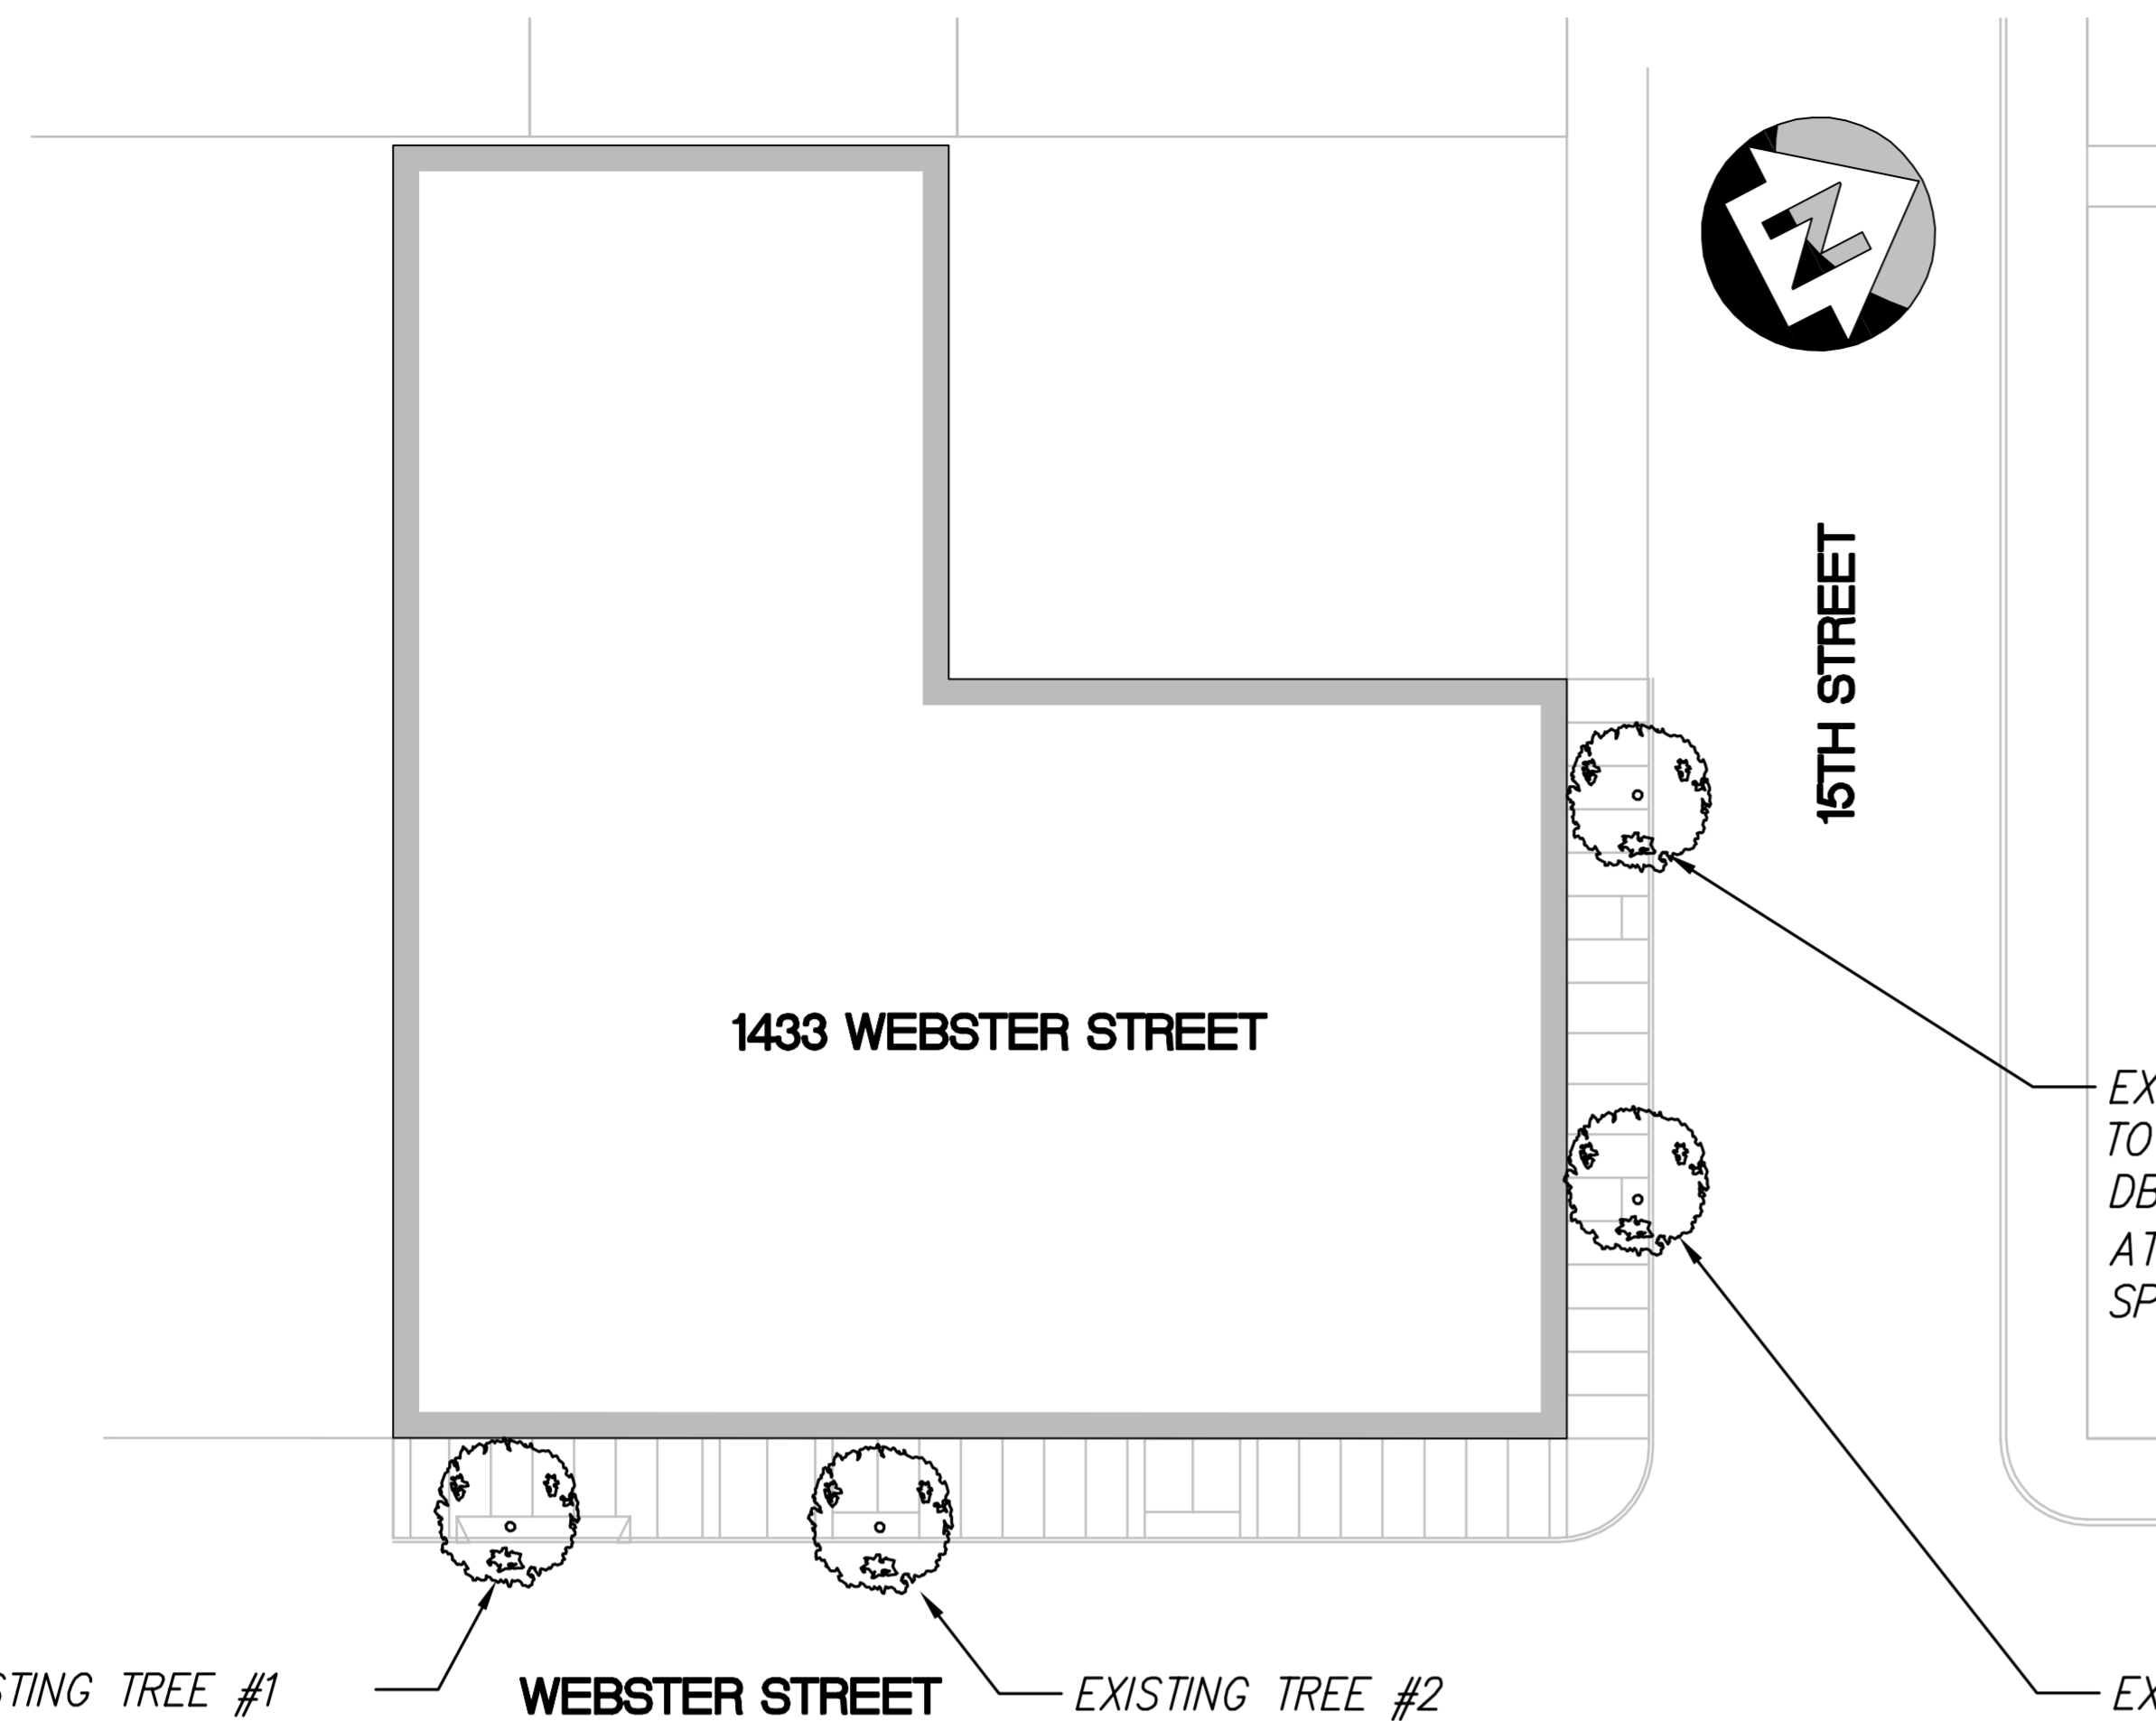 N
15TH STREET
1433 WEBSTER STREET
EX
TO
DB
AT
SP
STING TREE #1
WEBSTER STREET
EXISTING TREE #2
EX